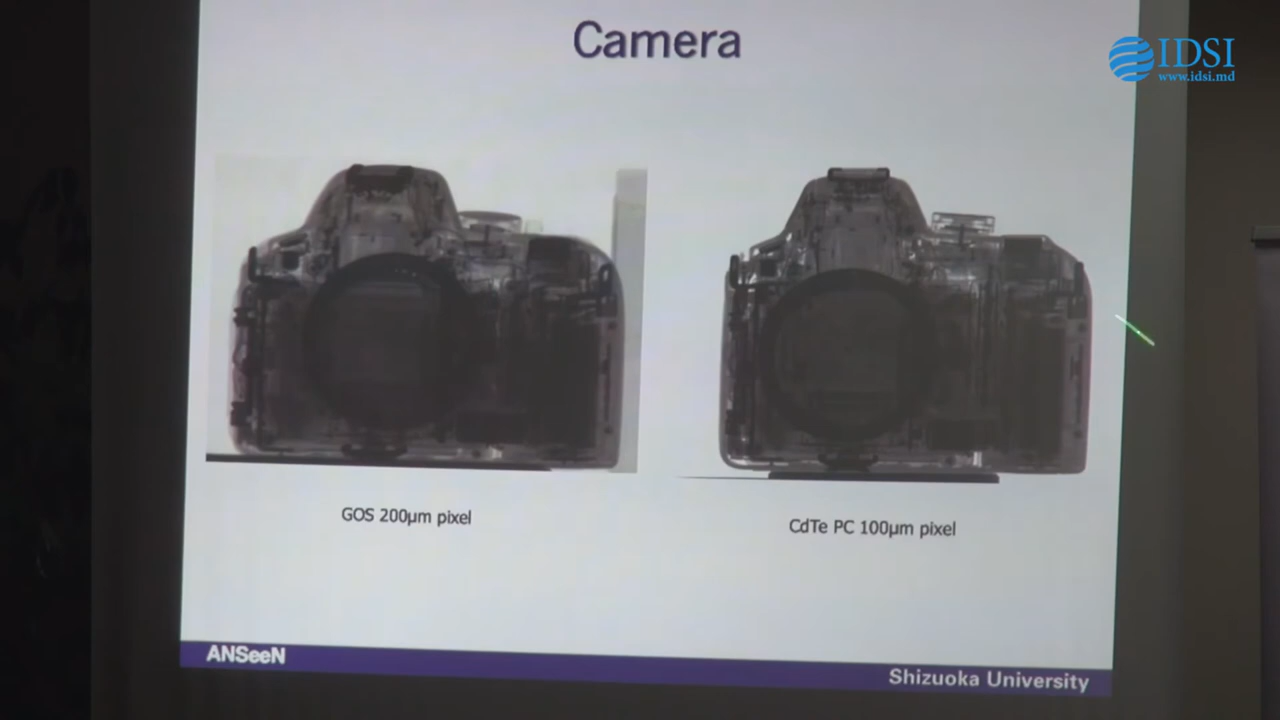 Camera
IDSI
www.idsi.md
GOS 200µm pixel
CdTe PC 100µm pixel
ANSeeN
Shizuoka University